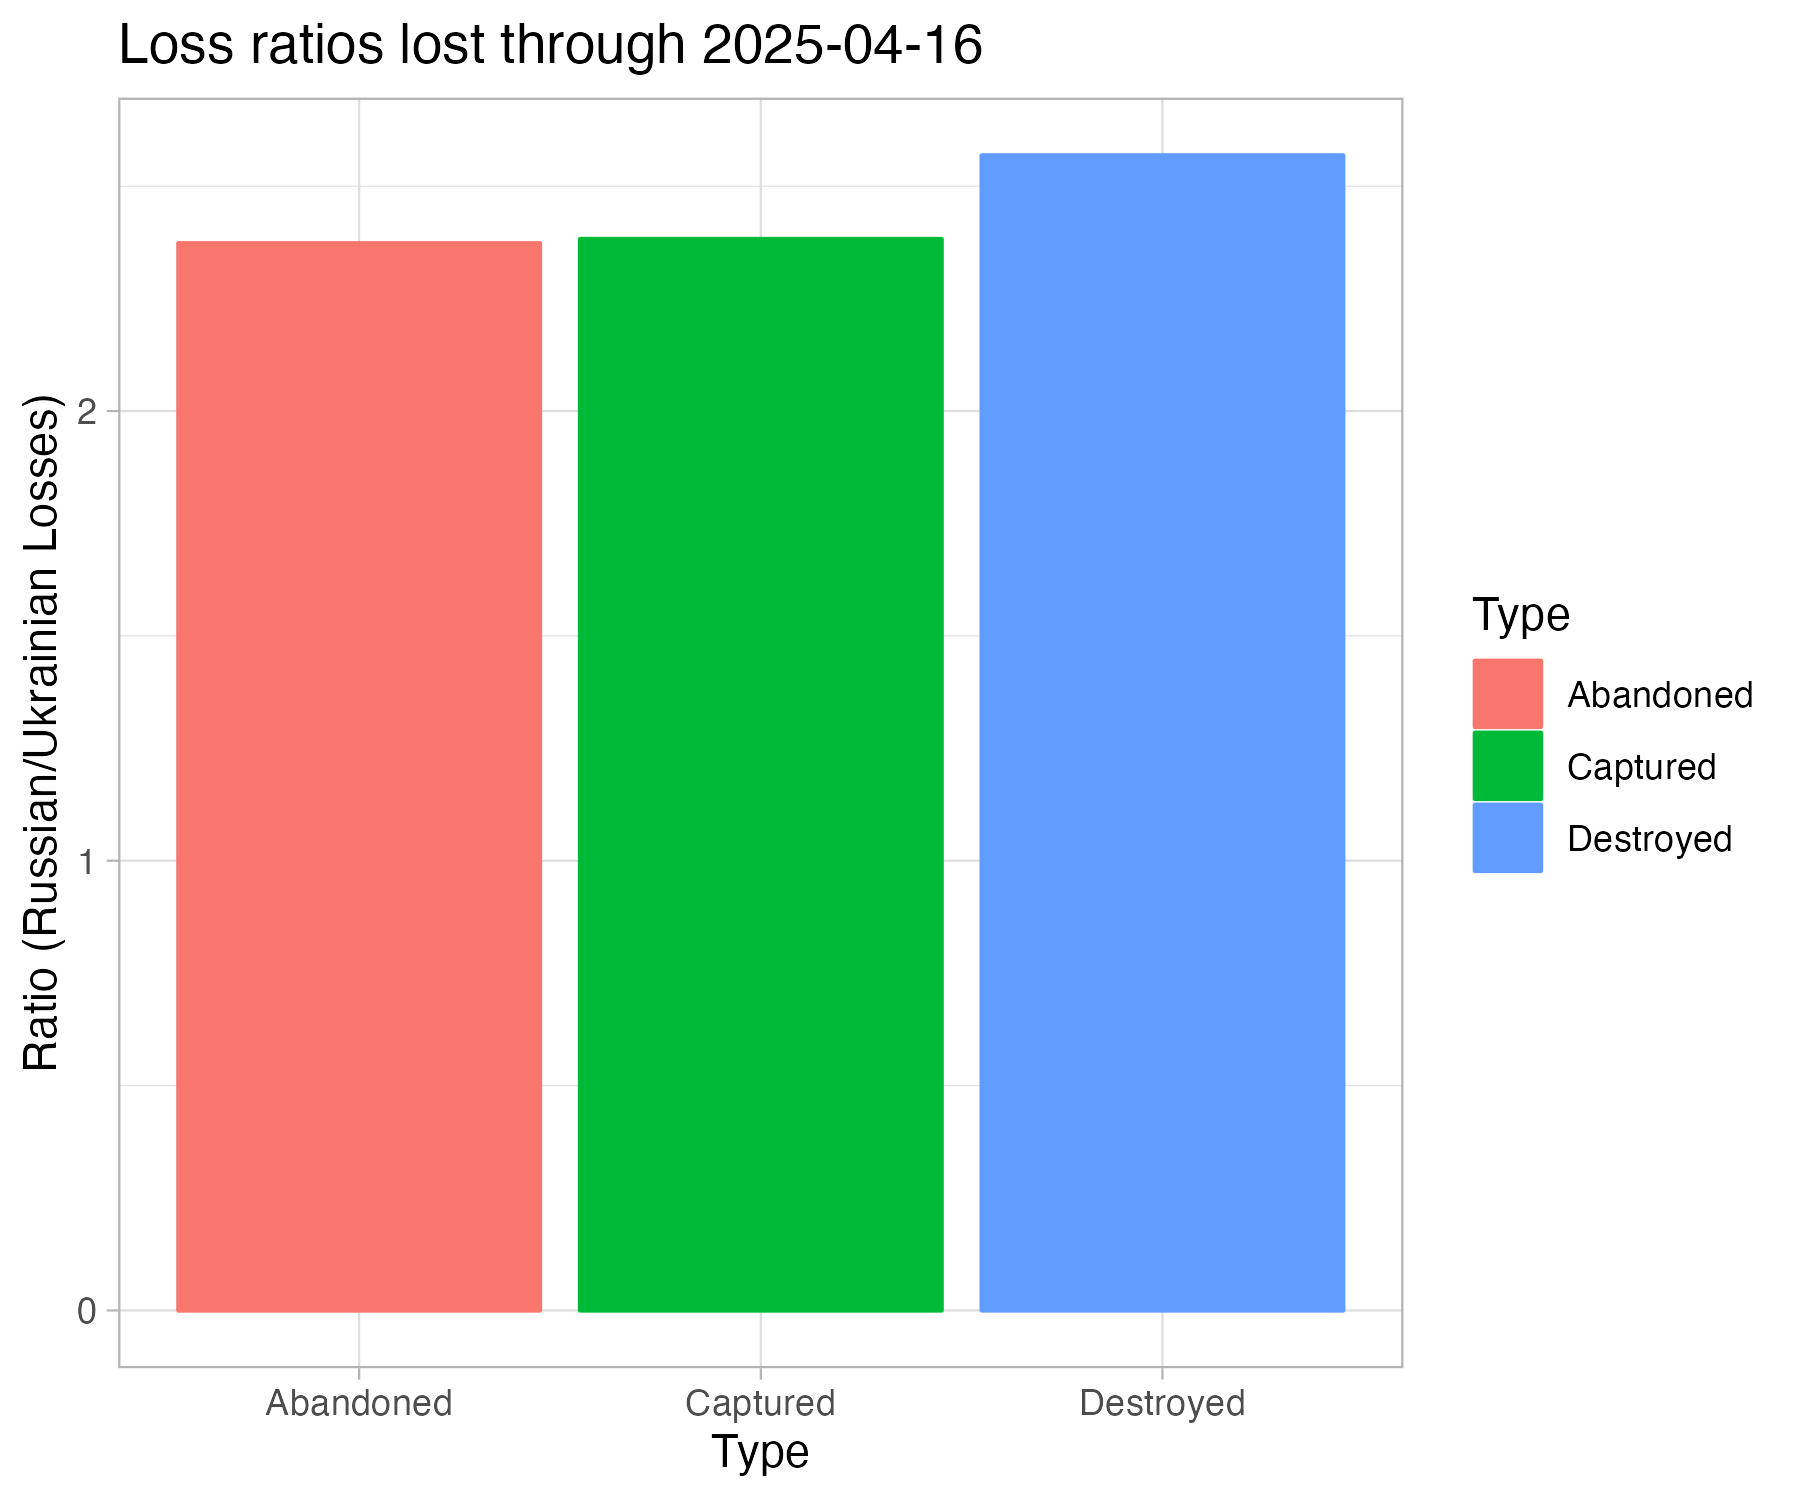 Loss ratios lost through 2025-04-16
Ratio (Russian/Ukrainian Losses)
2
1
0
Abandoned
Captured
Destroyed
Type
Type
Abandoned
Captured
Destroyed